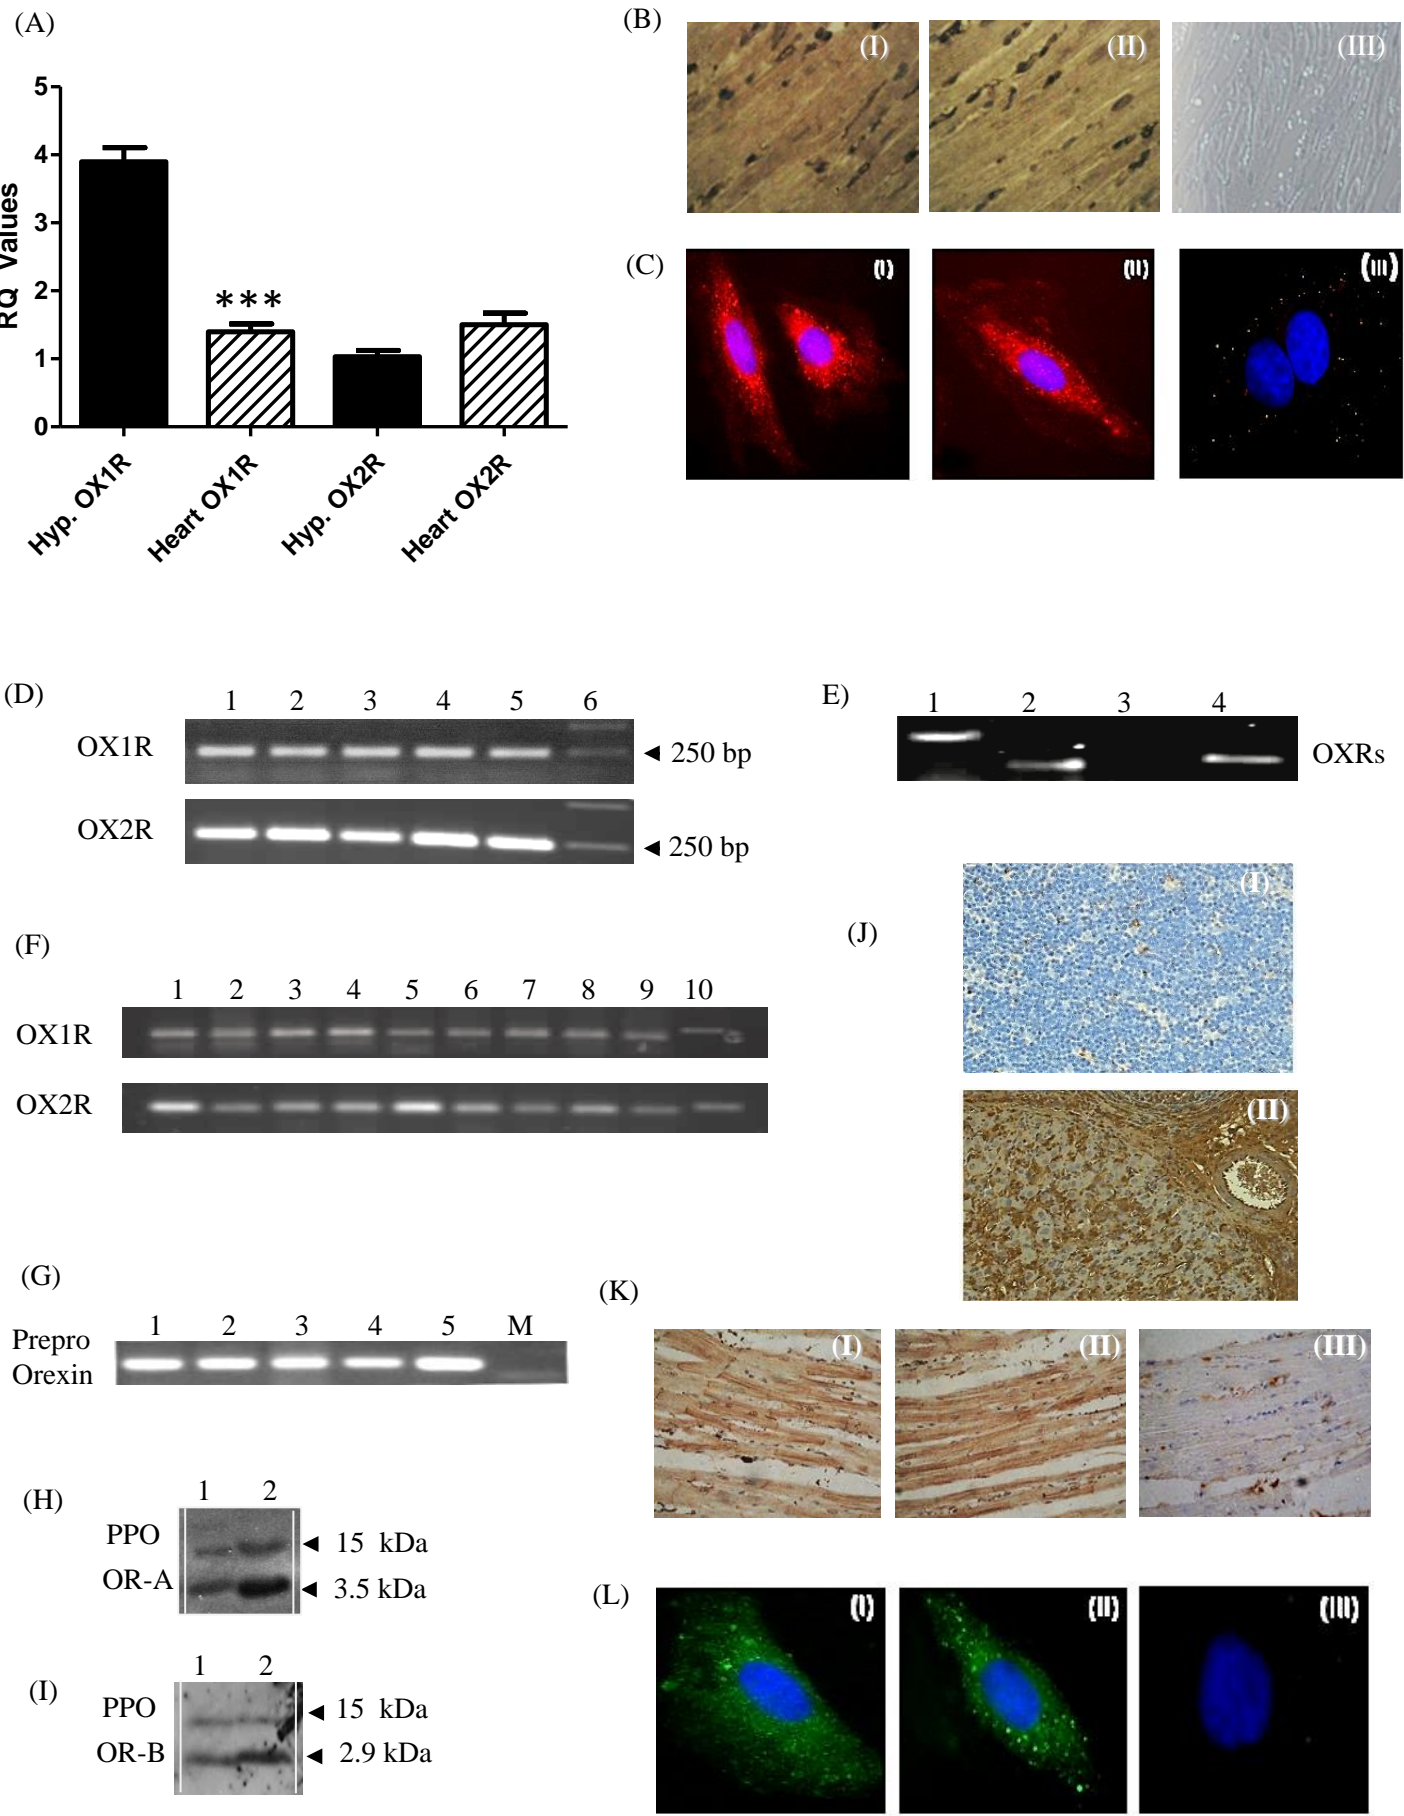 (A)
5
4
3
2
1
0
RQ Values
***
Hyp. OX1R
Heart OX1R
Hyp. OX2R
Heart OX2R
(B)
(I)
(II)
(III)
(C)
(I)
(II)
(III)
(D)
1 2 3 4 5 6
OX1R
250 bp
OX2R
250 bp
E)
1 2 3 4
OXRs
(F)
1 2 3 4 5 6 7 8 9 10
OX1R
OX2R
(J)
(I)
(II)
(G)
1 2 3 4 5 M
Prepro
Orexin
(H)
1 2
PPO
15 kDa
OR-A
3.5 kDa
(I)
1 2
PPO
15 kDa
OR-B
2.9 kDa
(K)
(I)
(II)
(III)
(L)
(I)
(II)
(III)